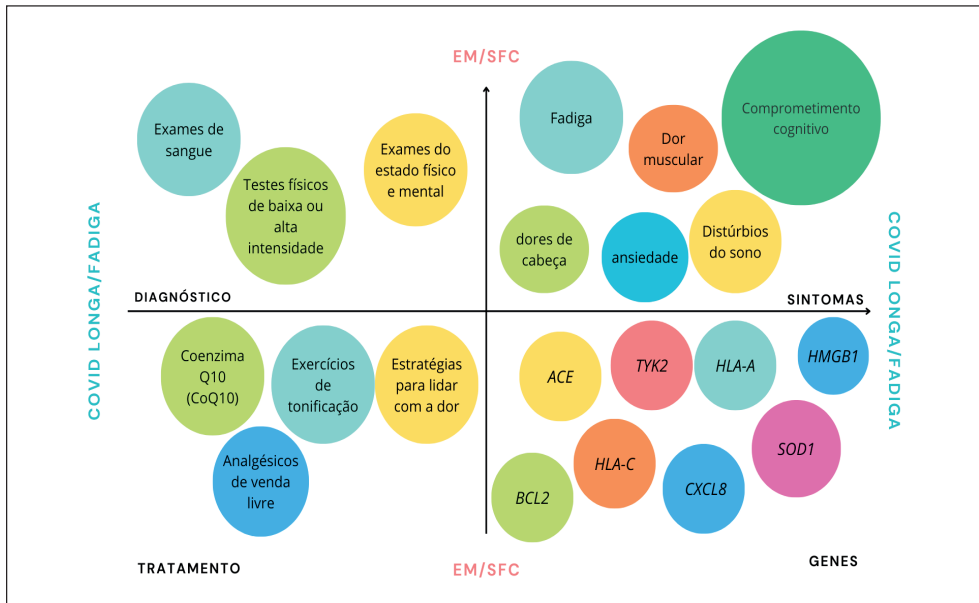 EM/SFC
Exames de
sangue
Testes físicos
de baixa ou
alta
intensidade
Exames do
estado físico
e mental
Fadiga
Dor
muscular
Comprometimento
cognitivo
dores de
cabeça
ansiedade
Distúrbios
do sono
COVID LONGA/FADIGA
DIAGNÓSTICO
SINTOMAS
COVID LONGA/FADIGA
Coenzima
Q10
(CoQ10)
Exercícios
de
tonificação
Estratégias
para lidar
com a dor
Analgésicos
de venda
livre
ACE
TYK2
HLA-A
HMGB1
BCL2
HLA-C
CXCL8
SOD1
TRATAMENTO
EM/SFC
GENES